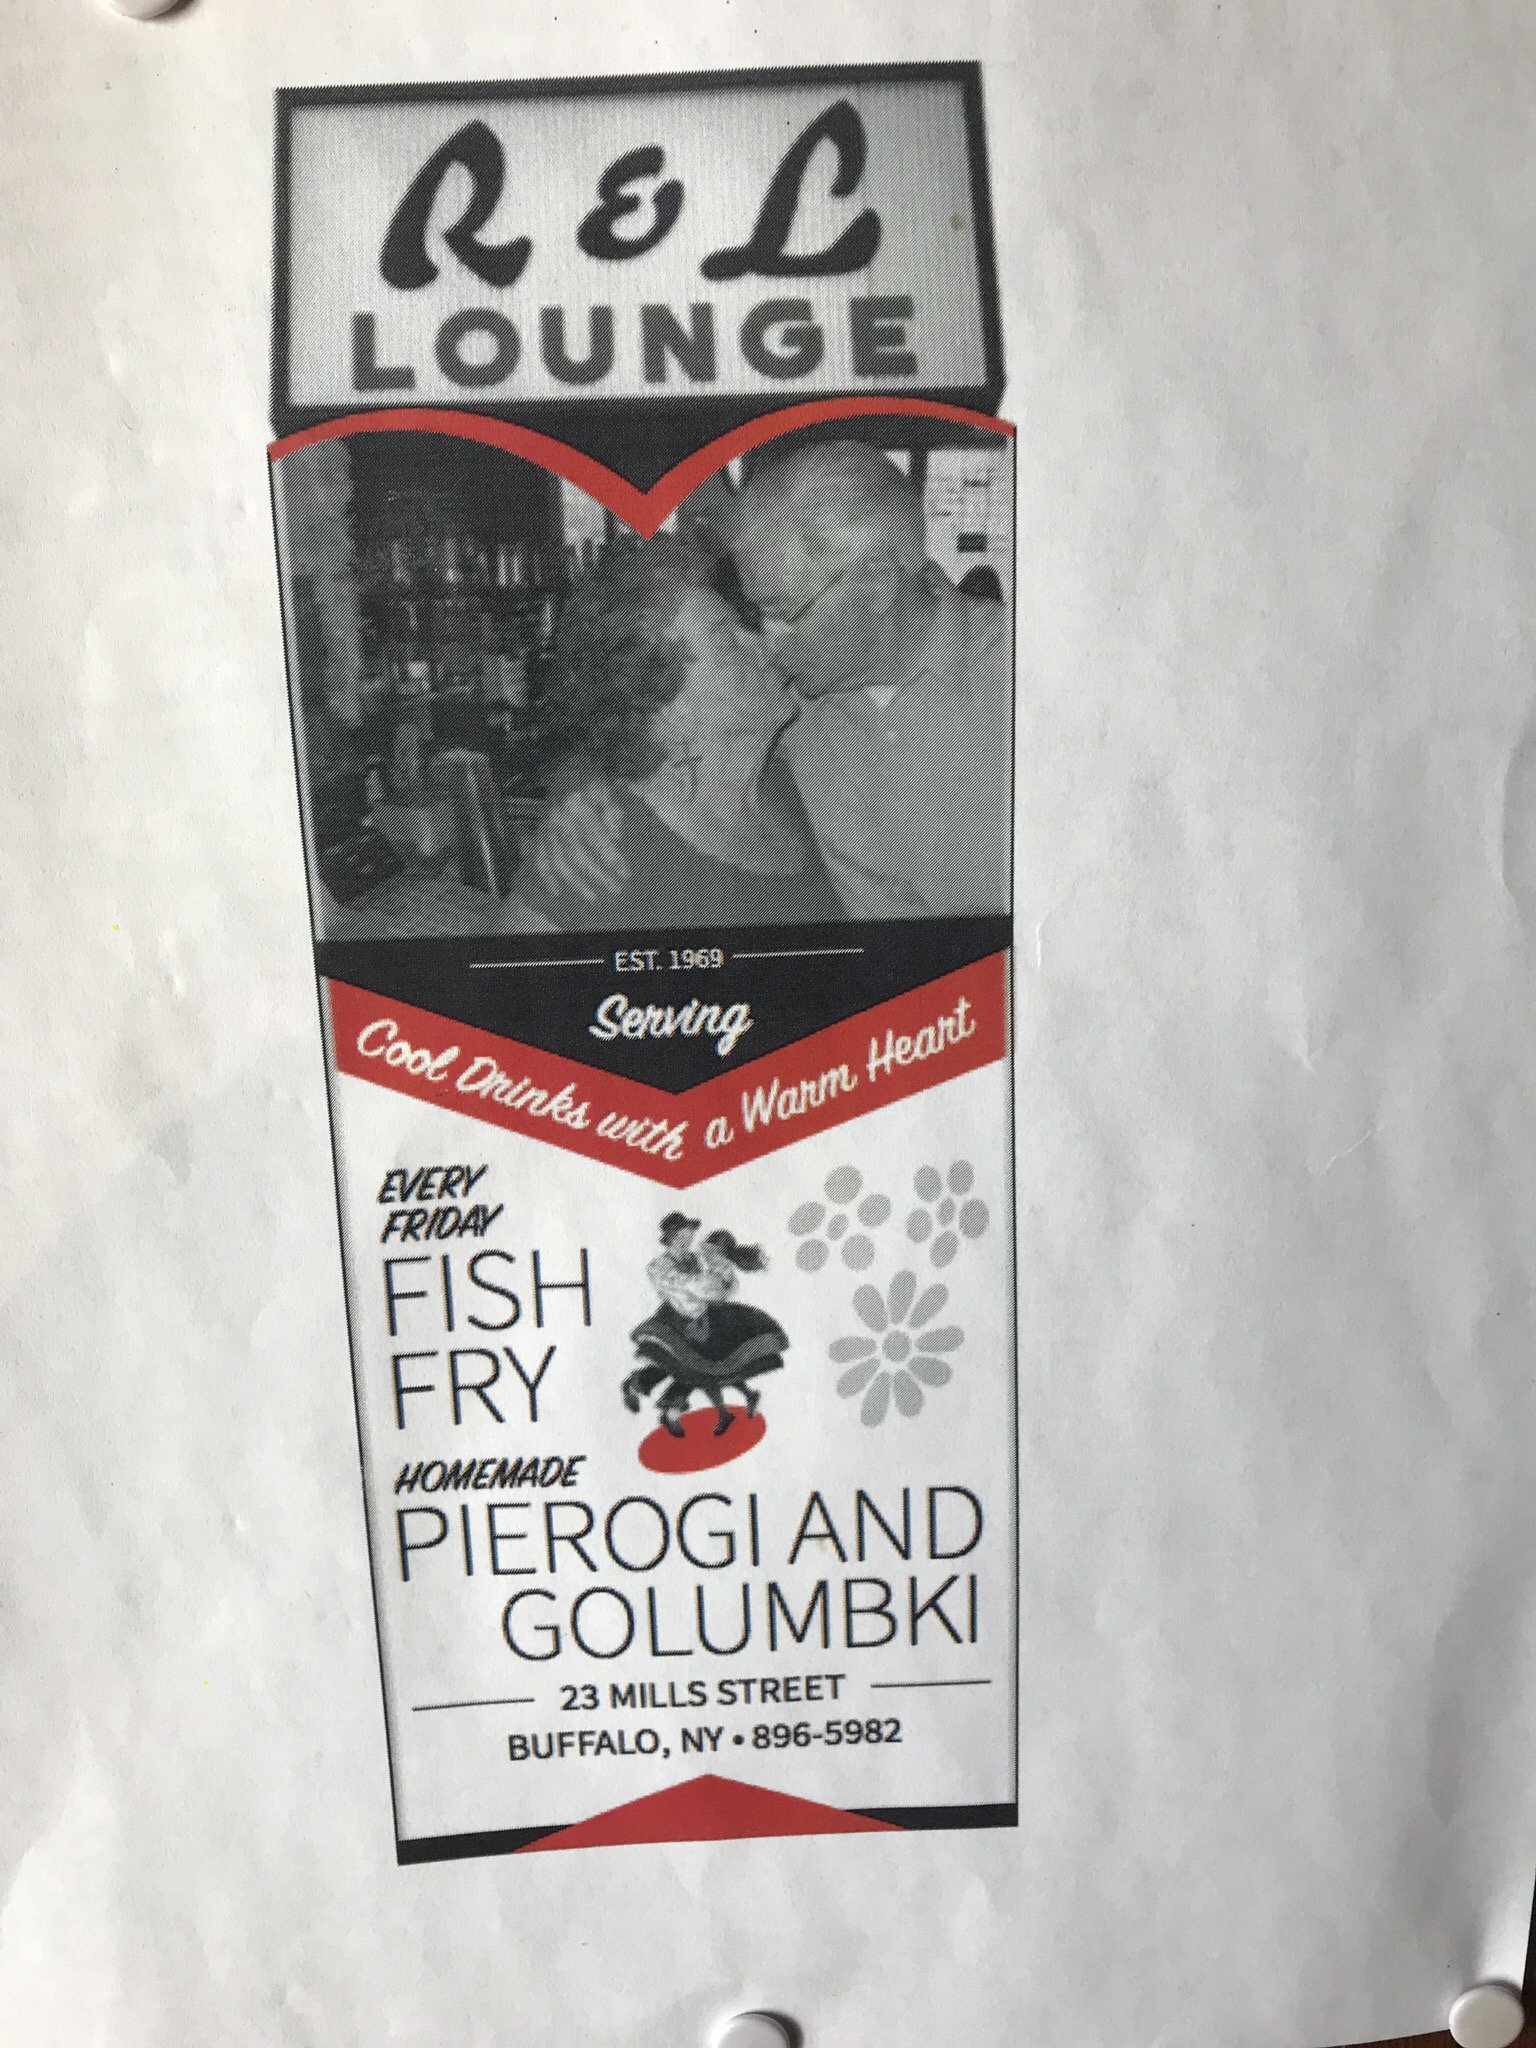 R & L
LOUNGE
EST. 1969
Serving
Cool Drinks with a Warm Heart
EVERY
FRIDAY
FISH
FRY
HOMEMADE
PIEROGI AND
GOLUMBKI
23 MILLS STREET
BUFFALO, NY • 896-5982